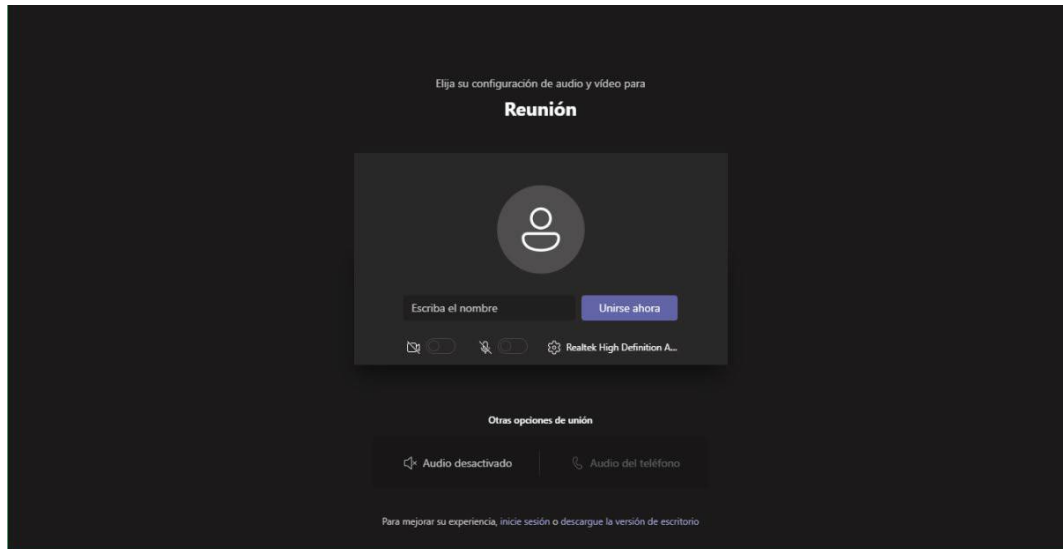 Elija su configuración de audio y vídeo para
Reunión
Escriba el nombre
Unirse ahora
Realtek High Definition A...
Otras opciones de unión
Audio desactivado
Audio del teléfono
Para mejorar su experiencia, inicie sesión o descargue la versión de escritorio